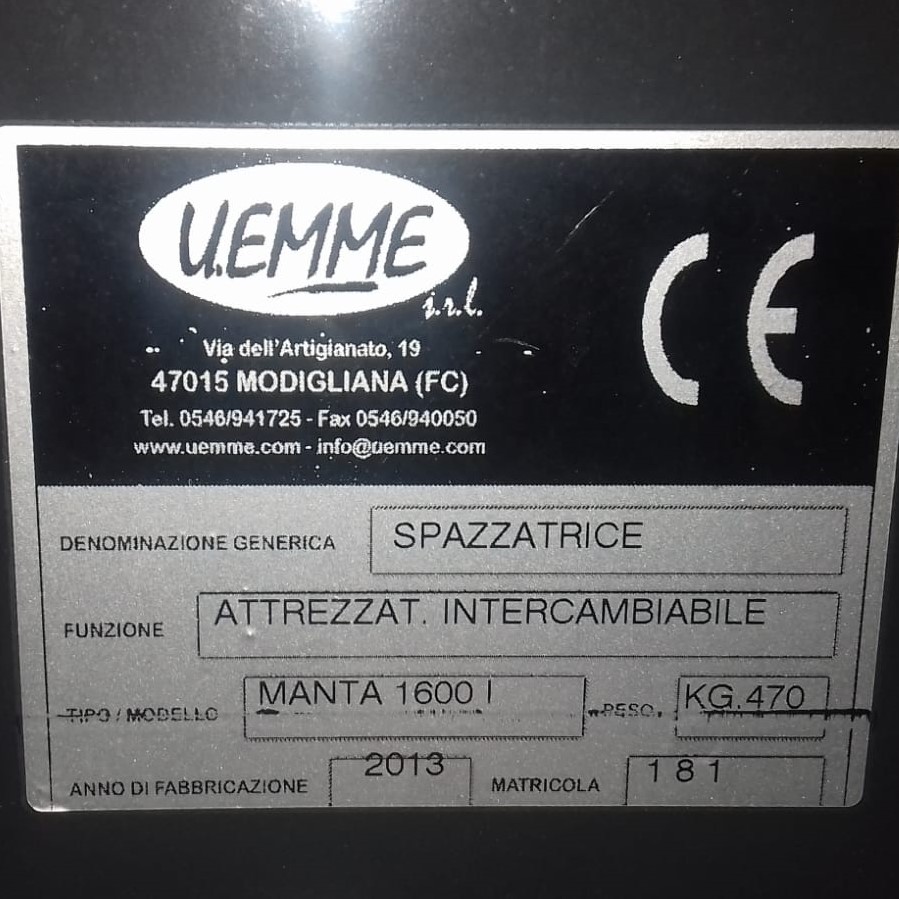 U.EMME
s.r.l.
Via dell'Artigianato, 19
47015 MODIGLIANA (FC)
Tel. 0546/941725 - Fax 0546/940050
www.uemme.com - info@uemme.com
CE
DENOMINAZIONE GENERICA SPAZZATRICE
FUNZIONE ATTREZZAT. INTERCAMBIABILE
TIPO / MODELLO MANTA 1600 I PESO KG.470
ANNO DI FABBRICAZIONE 2013 MATRICOLA 181